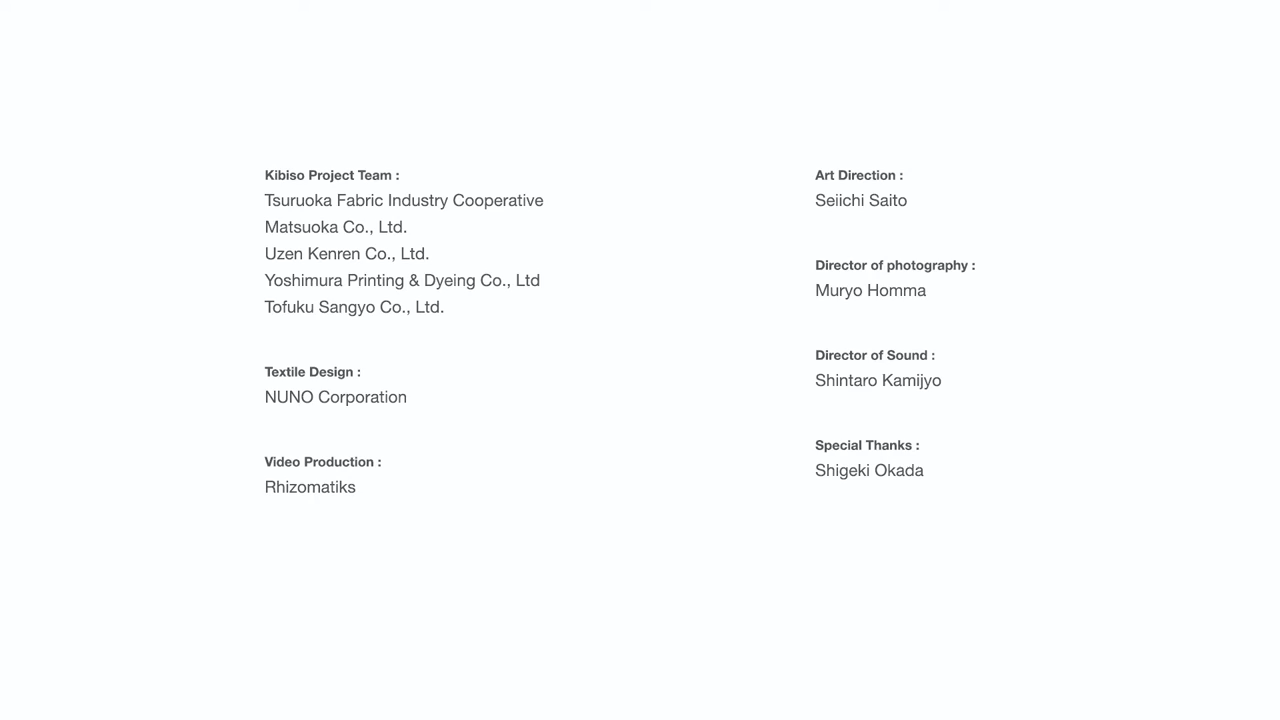 Kibiso Project Team :
Tsuruoka Fabric Industry Cooperative
Matsuoka Co., Ltd.
Uzen Kenren Co., Ltd.
Yoshimura Printing & Dyeing Co., Ltd
Tofuku Sangyo Co., Ltd.
Textile Design :
NUNO Corporation
Video Production :
Rhizomatiks
Art Direction :
Seiichi Saito
Director of photography :
Muryo Homma
Director of Sound :
Shintaro Kamijyo
Special Thanks :
Shigeki Okada